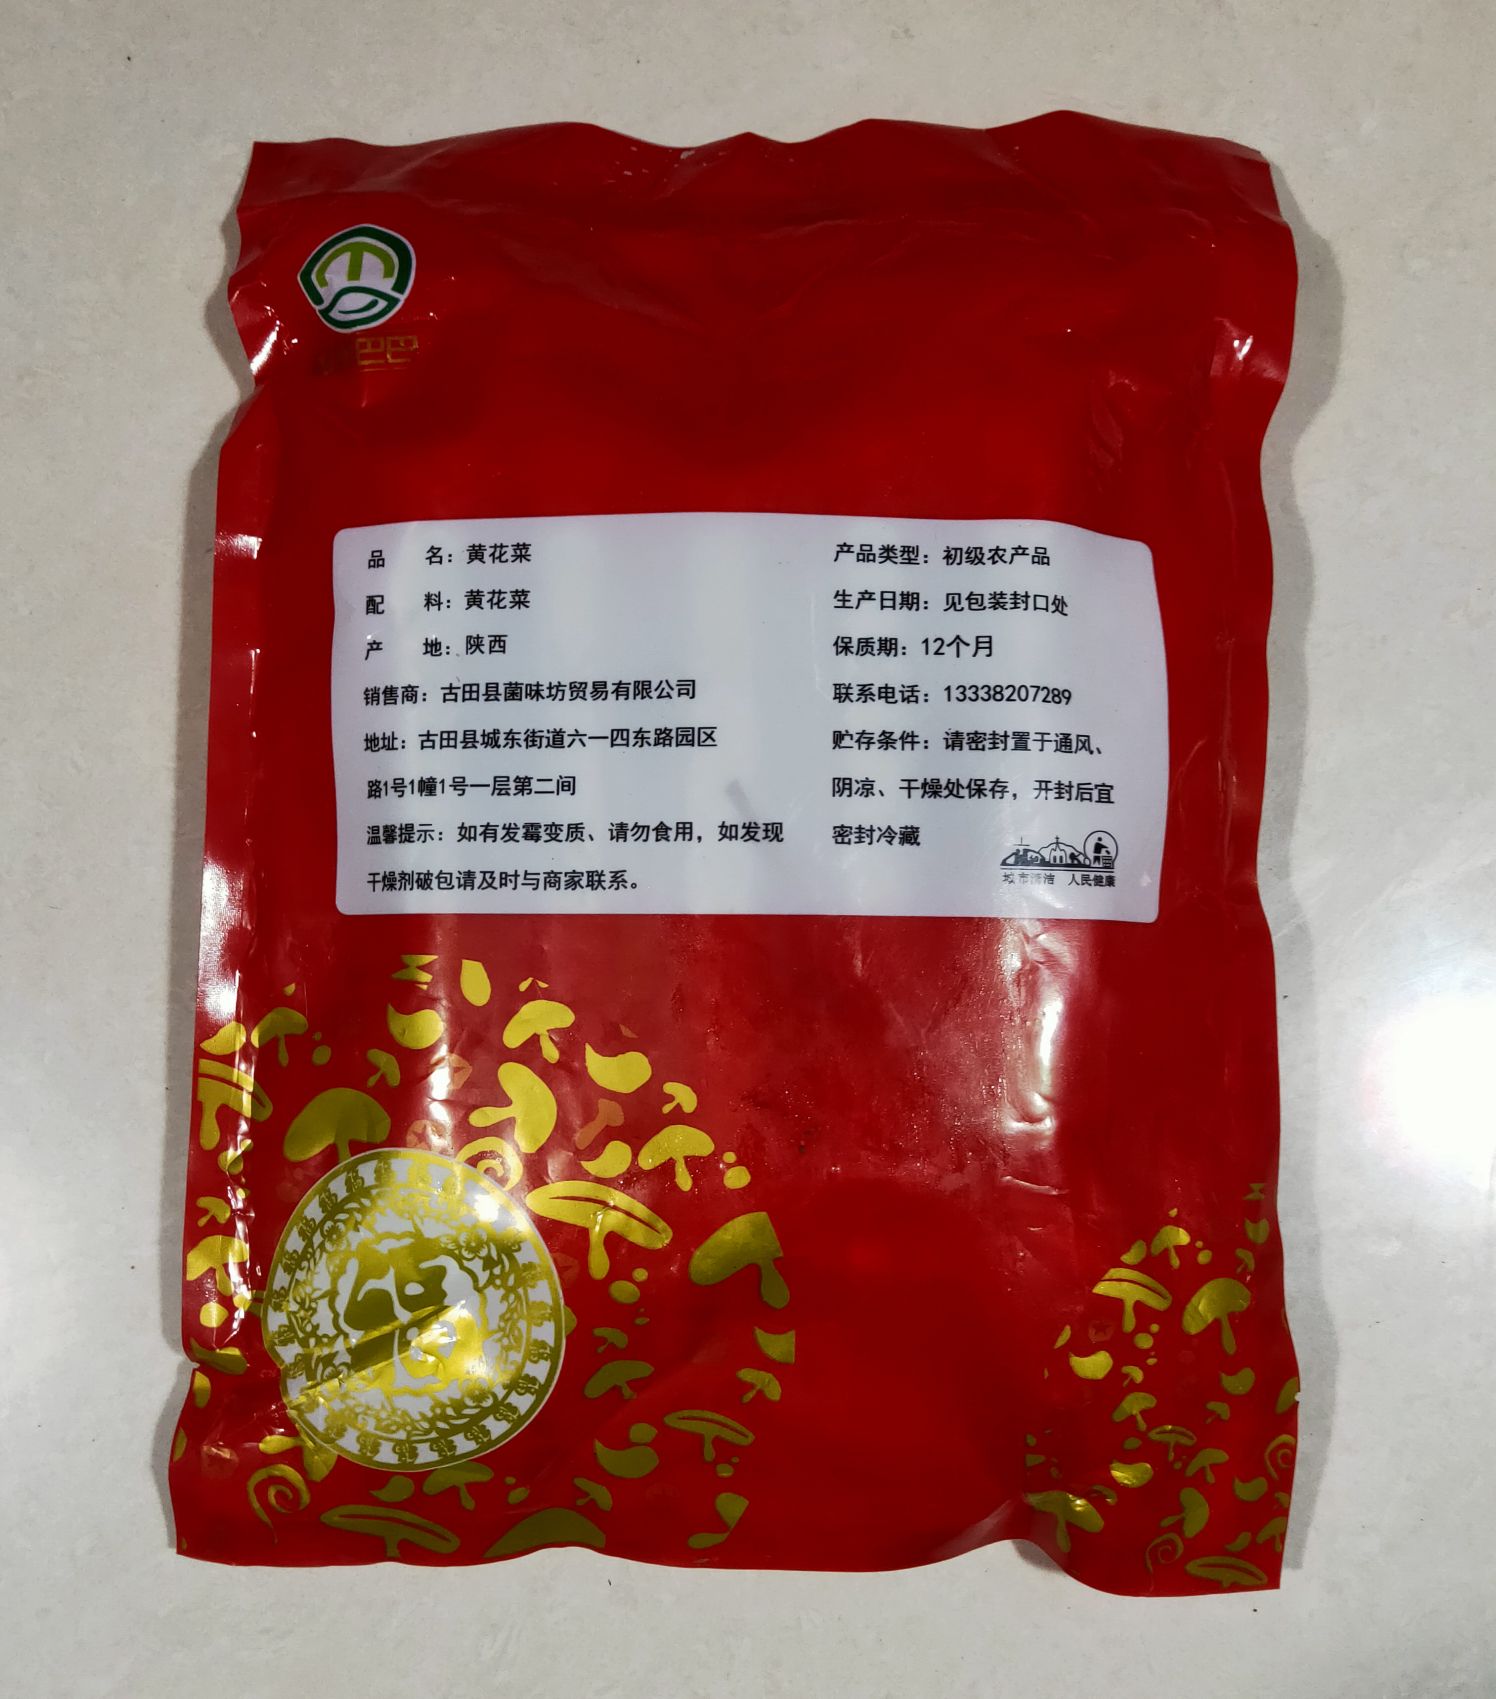 巴巴
品 名：黄花菜
配 料：黄花菜
产 地：陕西
销售商：古田县菌味坊贸易有限公司
地址：古田县城东街道六一四东路园区
路1号1幢1号一层第二间
温馨提示：如有发霉变质、请勿食用，如发现
干燥剂破包请及时与商家联系。
产品类型：初级农产品
生产日期：见包装封口处
保质期：12个月
联系电话：13338207289
贮存条件：请密封置于通风、
阴凉、干燥处保存，开封后宜
密封冷藏
城市清洁 人民健康